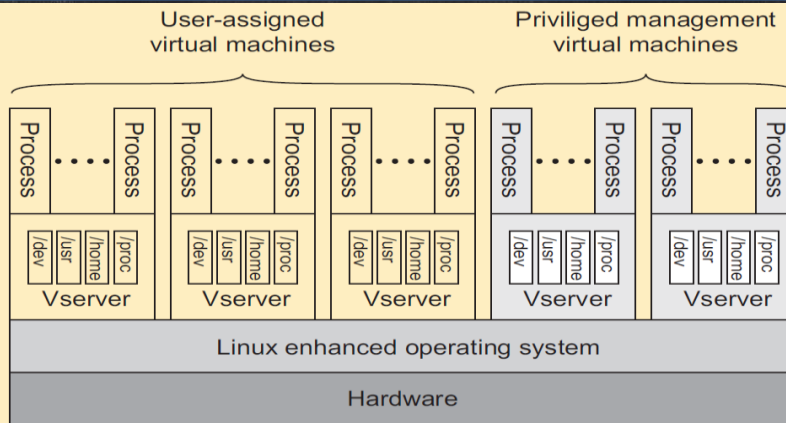 User-assigned
virtual machines
Priviliged management
virtual machines
Process
Process
Process
Process
Process
Process
Process
Process
Process
Process
/dev
/usr
/home
/proc
/dev
/usr
/home
/proc
/dev
/usr
/home
/proc
/dev
/usr
/home
/proc
/dev
/usr
/home
/proc
Vserver
Vserver
Vserver
Vserver
Vserver
Linux enhanced operating system
Hardware